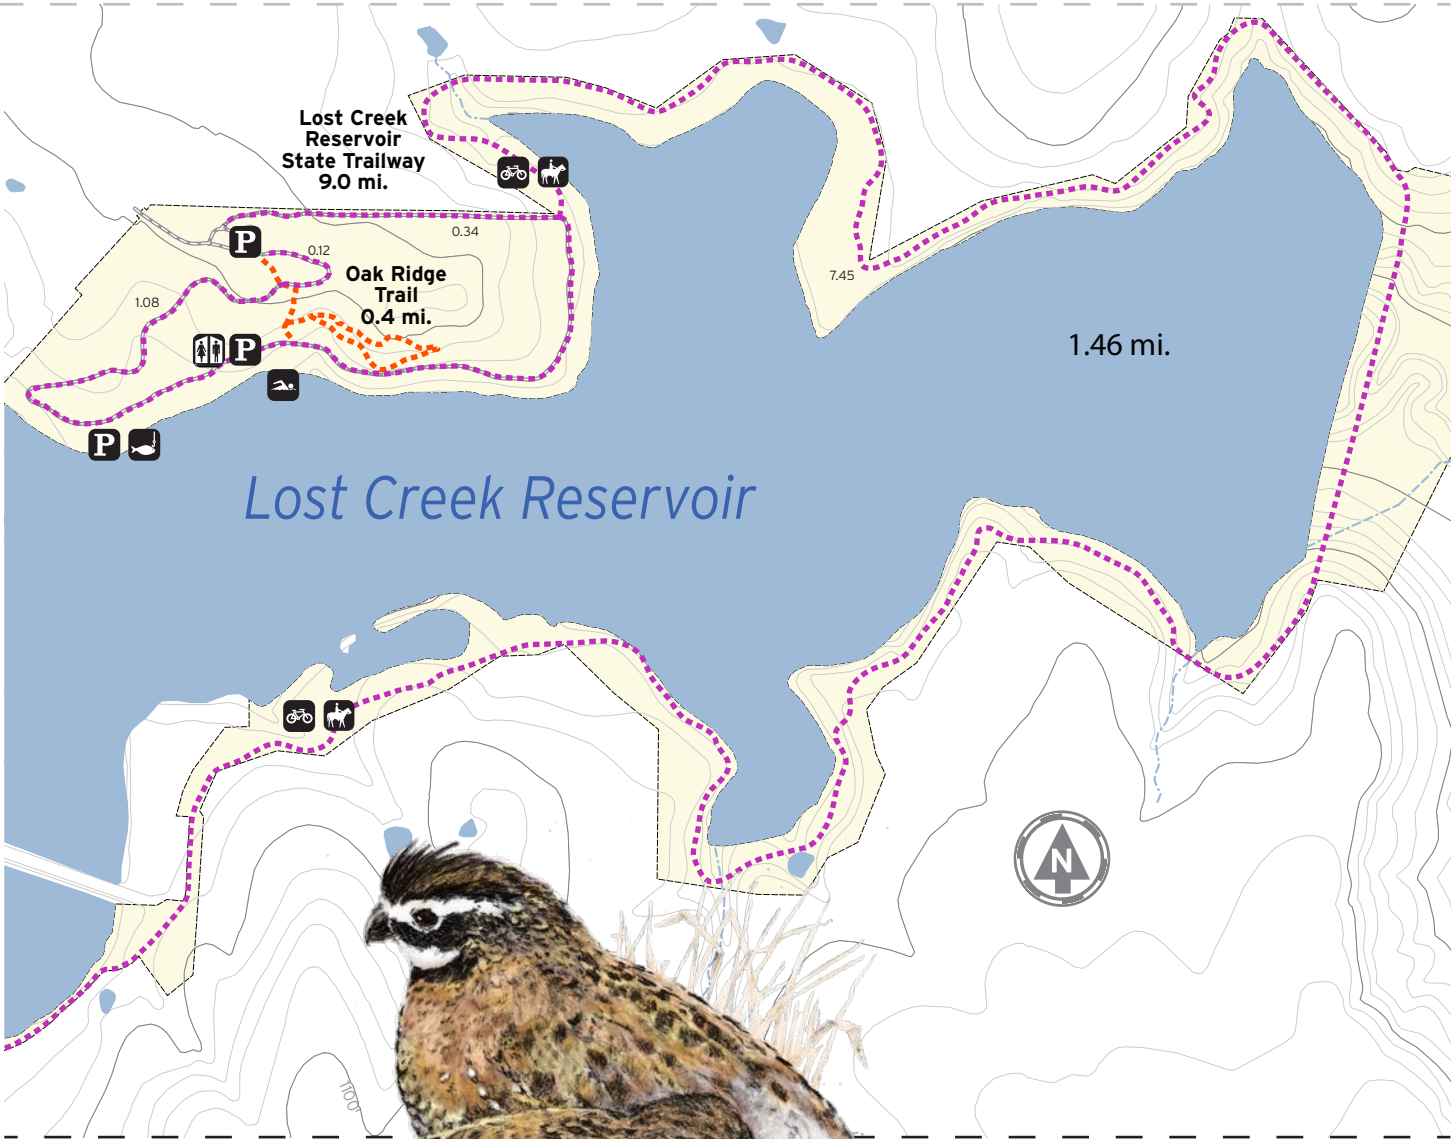 Lost Creek
Reservoir
State Trailway
9.0 mi.
P
0.34
0.12
Oak Ridge
Trail
0.4 mi.
7.45
1.08
1.46 mi.
P
P
Lost Creek Reservoir
N
1100'